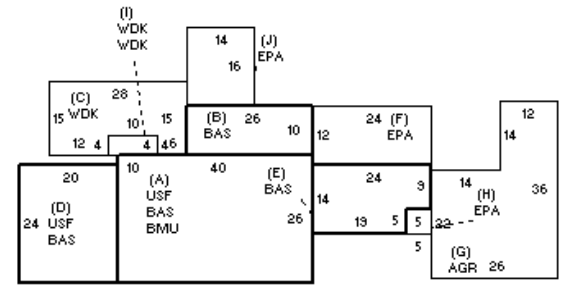 (I)
WDK
WDK
14
(J)
EPA
16
(C)
WDK
28
15
10
15
12
4
4
4
6
(B)
BAS
26
10
12
24
(F)
EPA
12
14
36
20
10
(A)
USF
BAS
BMU
40
(E)
BAS
26
24
(D)
USF
BAS
14
24
9
19
5
5
5
14
(H)
EPA
22
(G)
AGR
26